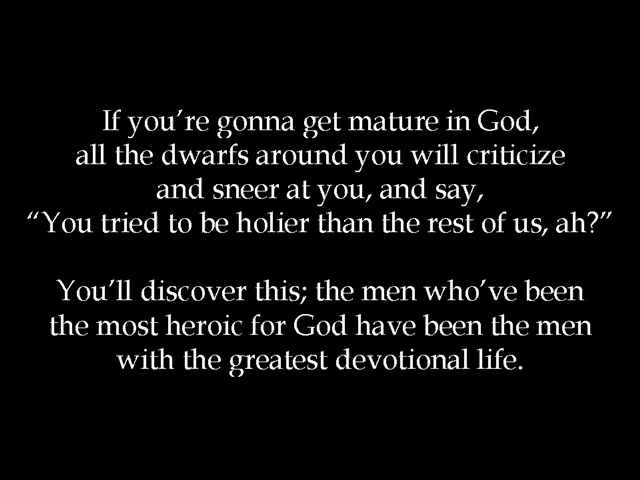 If you’re gonna get mature in God,
all the dwarfs around you will criticize
and sneer at you, and say,
“You tried to be holier than the rest of us, ah?”
You’ll discover this; the men who’ve been
the most heroic for God have been the men
with the greatest devotional life.